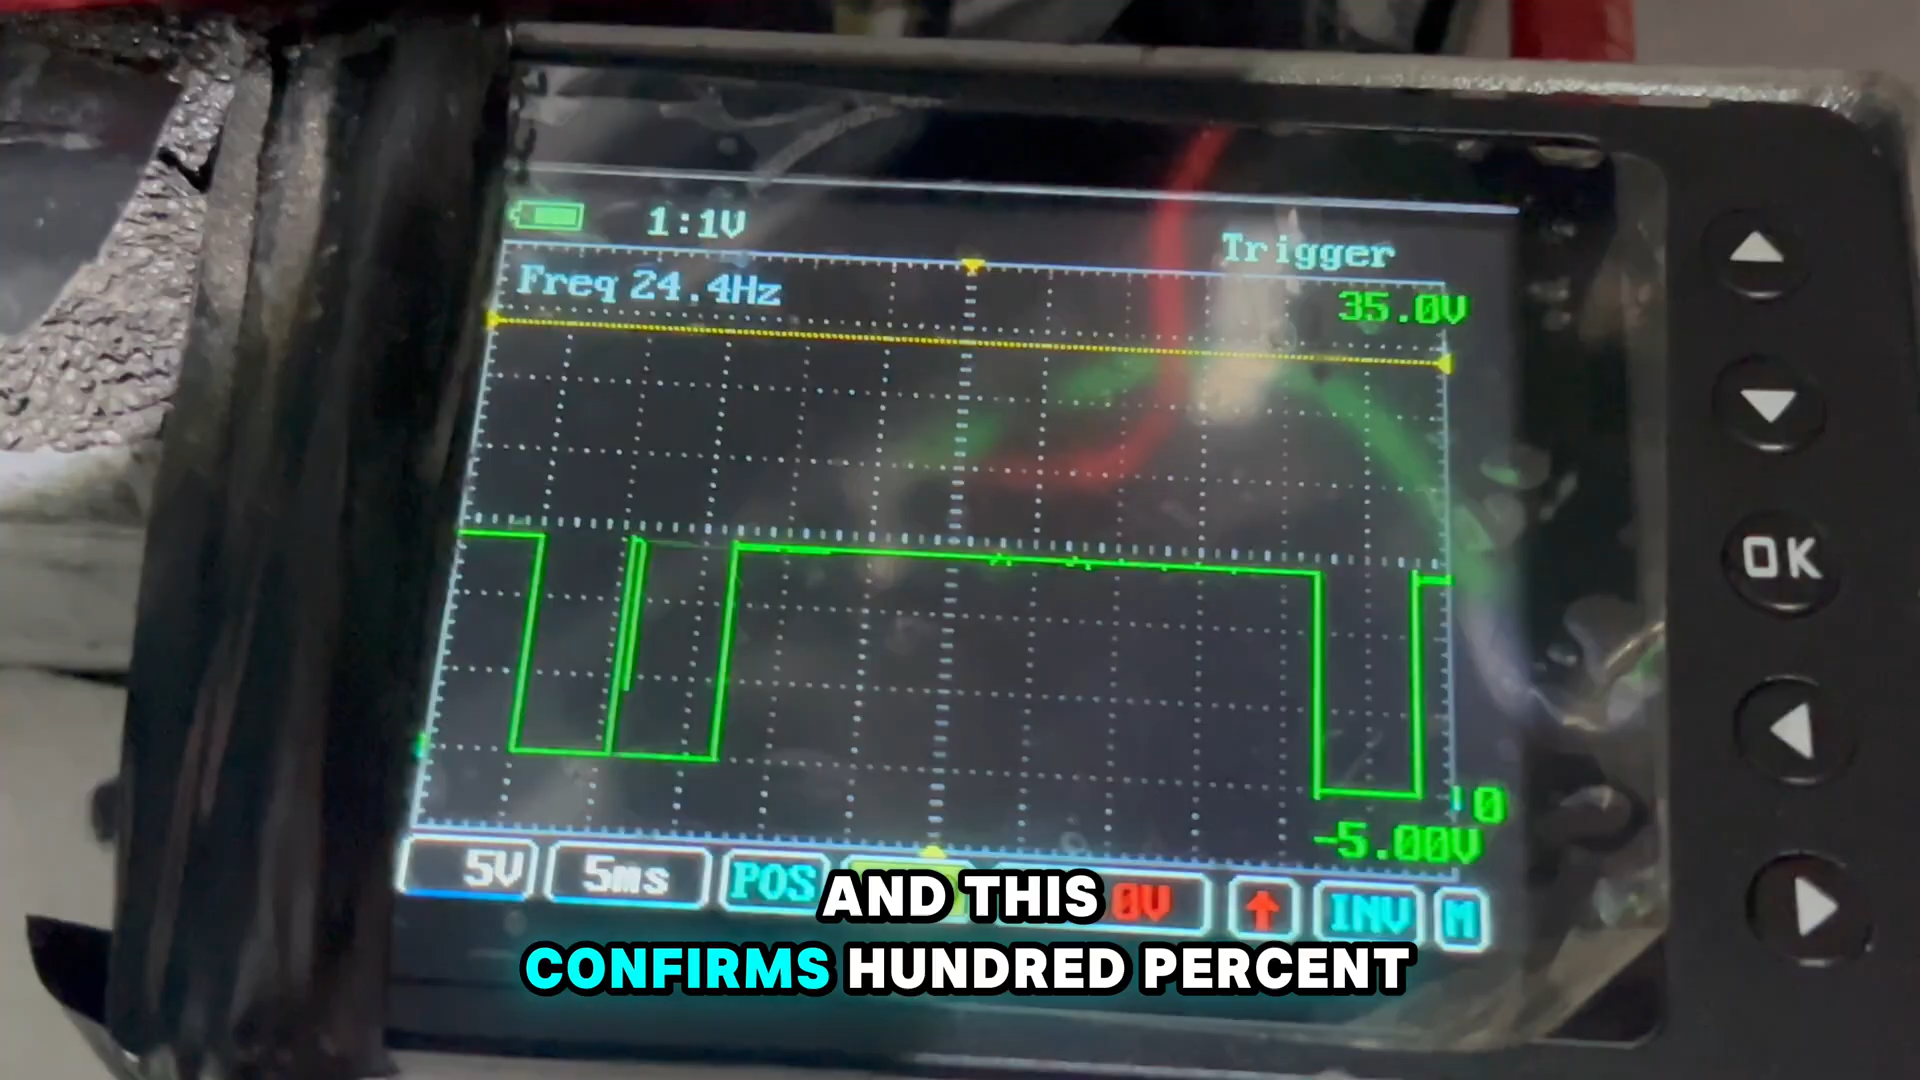 1:1V
Trigger
Freq 24.4Hz
35.0V
OK
0
-5.00V
5V 5ms POS 0V INV M
AND THIS
CONFIRMS HUNDRED PERCENT